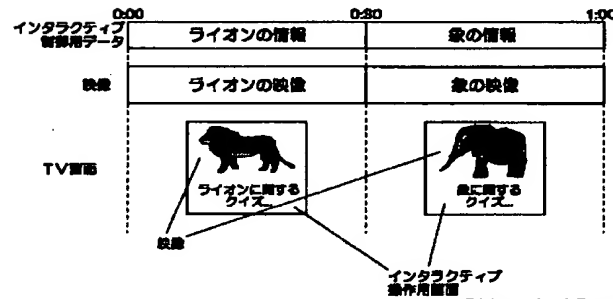 0:00 0:30 1:00
インタラクティブ
制御用データ
ライオンの情報 象の情報
映像 ライオンの映像 象の映像
TV画面
ライオンに関する
クイズ...
象に関する
クイズ...
映像
インタラクティブ
操作用画面